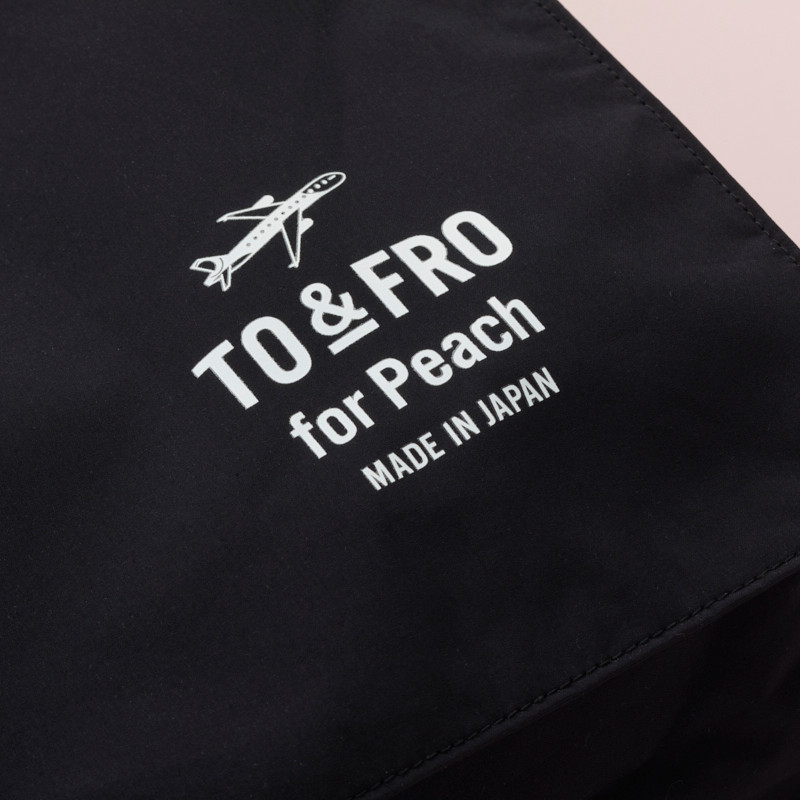 TO & FRO
for Peach
MADE IN JAPAN